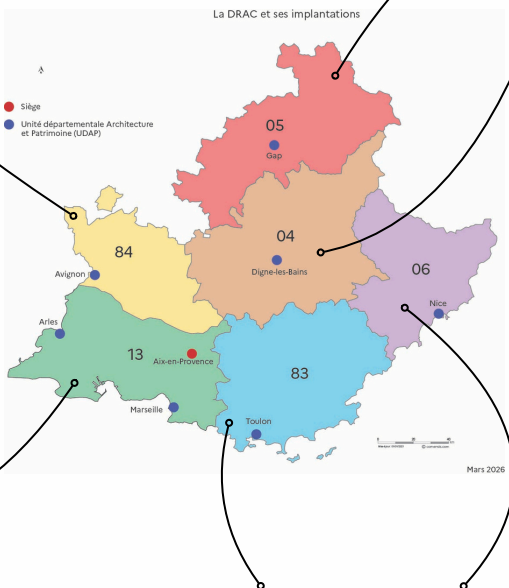 La DRAC et ses implantations
Siège
Unité départementale Architecture
et Patrimoine (UDAP)
05
Gap
04
Digne-les-Bains
84
Avignon
06
Nice
Arles
13
Aix-en-Provence
Marseille
83
Toulon
Mars 2026